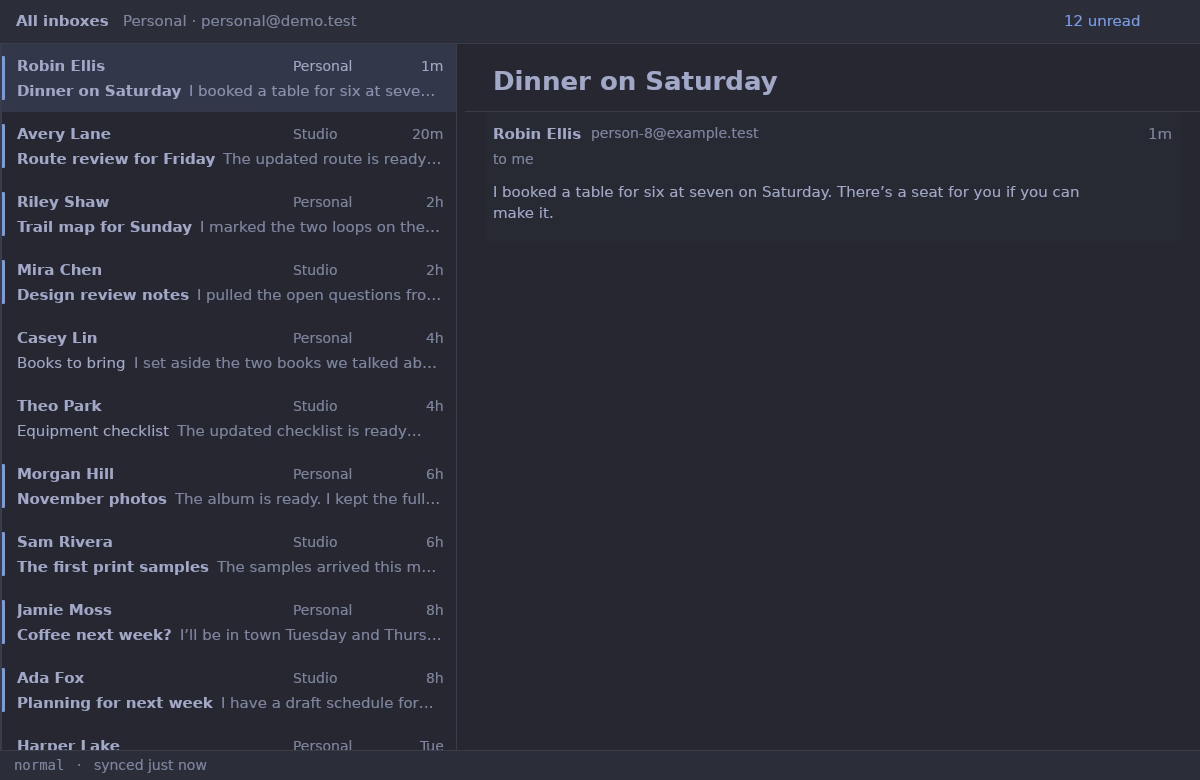 All inboxes Personal · personal@demo.test 12 unread
Robin Ellis Personal 1m
Dinner on Saturday I booked a table for six at seve…
Avery Lane Studio 20m
Route review for Friday The updated route is ready…
Riley Shaw Personal 2h
Trail map for Sunday I marked the two loops on the…
Mira Chen Studio 2h
Design review notes I pulled the open questions fro…
Casey Lin Personal 4h
Books to bring I set aside the two books we talked ab…
Theo Park Studio 4h
Equipment checklist The updated checklist is ready…
Morgan Hill Personal 6h
November photos The album is ready. I kept the full…
Sam Rivera Studio 6h
The first print samples The samples arrived this m…
Jamie Moss Personal 8h
Coffee next week? I’ll be in town Tuesday and Thurs…
Ada Fox Studio 8h
Planning for next week I have a draft schedule for…
Harper Lake Personal Tue
Dinner on Saturday
Robin Ellis person-8@example.test 1m
to me
I booked a table for six at seven on Saturday. There’s a seat for you if you can
make it.
normal · synced just now